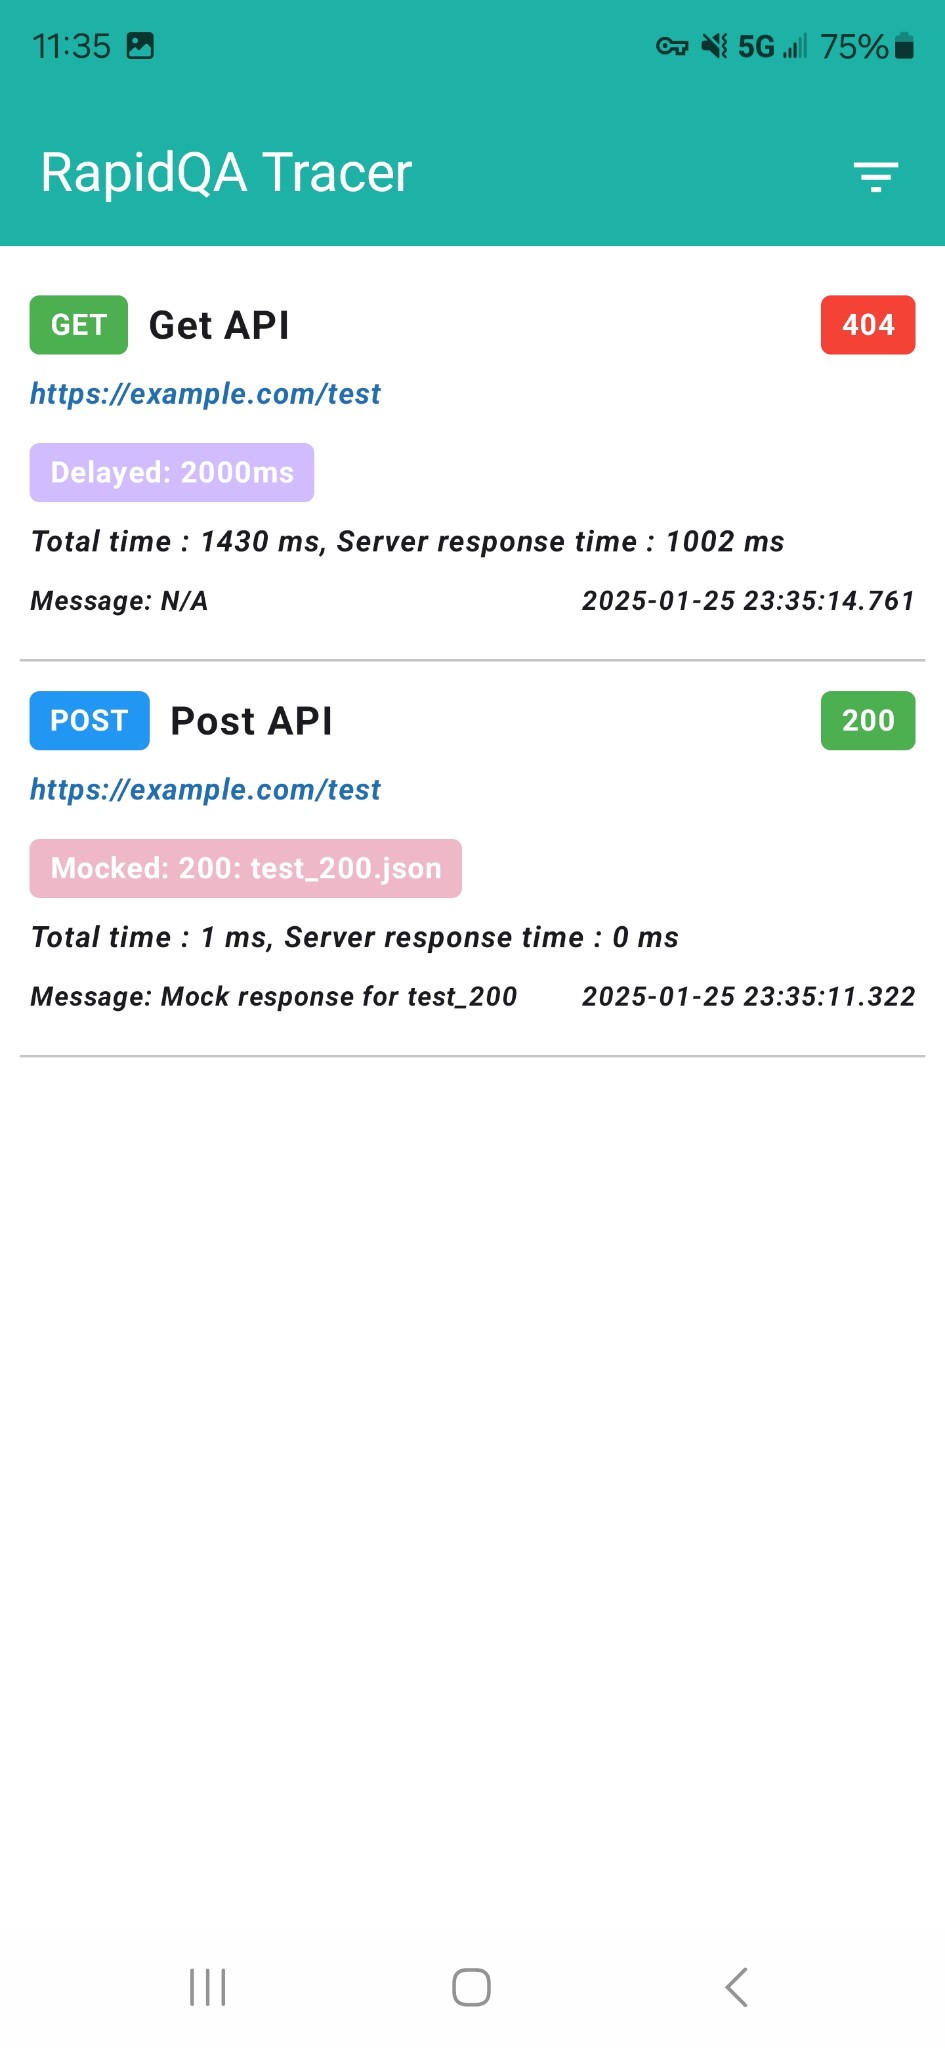 11:35 5G 75%
RapidQA Tracer
GET Get API 404
https://example.com/test
Delayed: 2000ms
Total time : 1430 ms, Server response time : 1002 ms
Message: N/A 2025-01-25 23:35:14.761
POST Post API 200
https://example.com/test
Mocked: 200: test_200.json
Total time : 1 ms, Server response time : 0 ms
Message: Mock response for test_200 2025-01-25 23:35:11.322